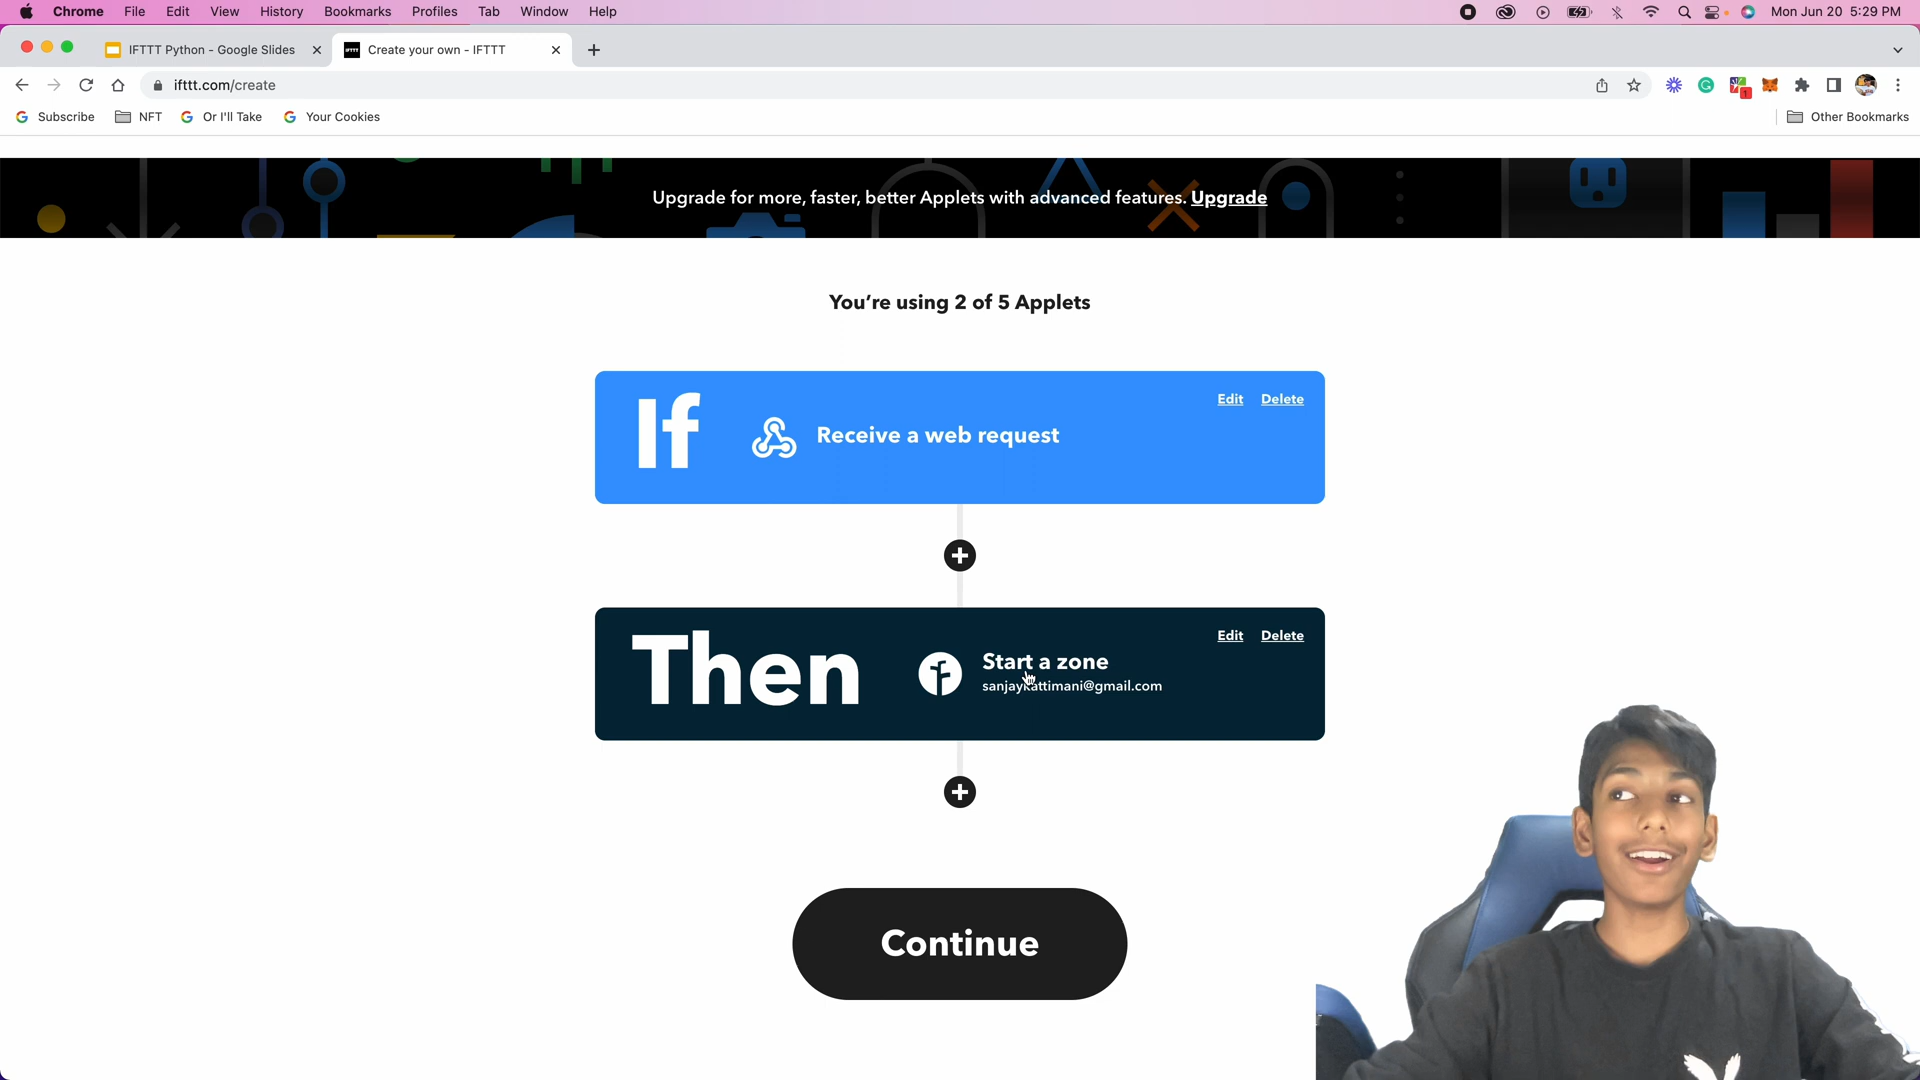 Chrome File Edit View History Bookmarks Profiles Tab Window Help Mon Jun 20 5:29 PM
IFTTT Python - Google Slides Create your own - IFTTT
ifttt.com/create
1
Subscribe NFT Or I'll Take Your Cookies Other Bookmarks
Upgrade for more, faster, better Applets with advanced features. Upgrade
You're using 2 of 5 Applets
Edit Delete
If Receive a web request
Edit Delete
Then Start a zone
sanjaykattimani@gmail.com
Continue